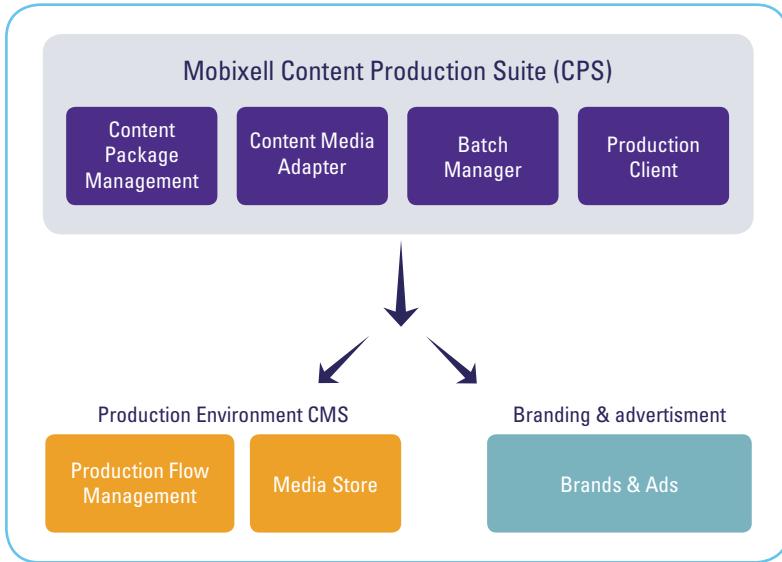 Mobixell Content Production Suite (CPS)
Content
Package
Management
Content Media
Adapter
Batch
Manager
Production
Client
Production Environment CMS
Branding & advertisment
Production Flow
Management
Media Store
Brands & Ads